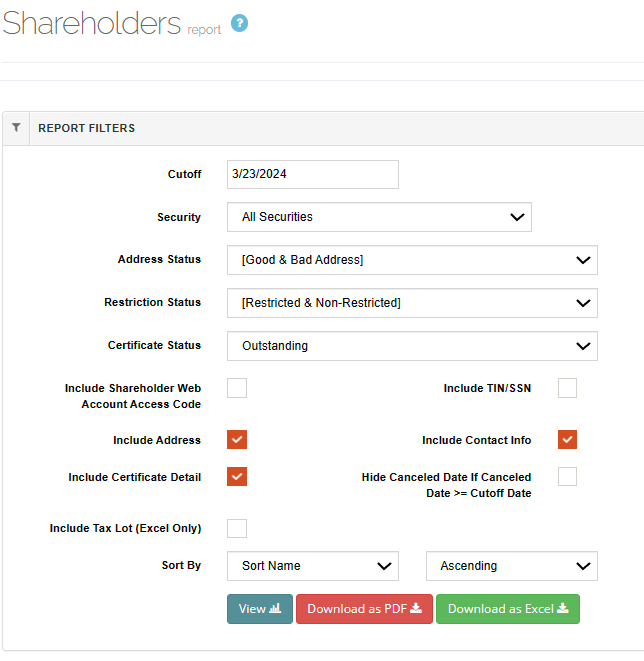 Shareholders report ?
REPORT FILTERS
Cutoff 3/23/2024
Security All Securities
Address Status [Good & Bad Address]
Restriction Status [Restricted & Non-Restricted]
Certificate Status Outstanding
Include Shareholder Web
Account Access Code
Include TIN/SSN
Include Address Include Contact Info
Include Certificate Detail
Hide Canceled Date If Canceled
Date >= Cutoff Date
Include Tax Lot (Excel Only)
Sort By Sort Name Ascending
View Download as PDF Download as Excel